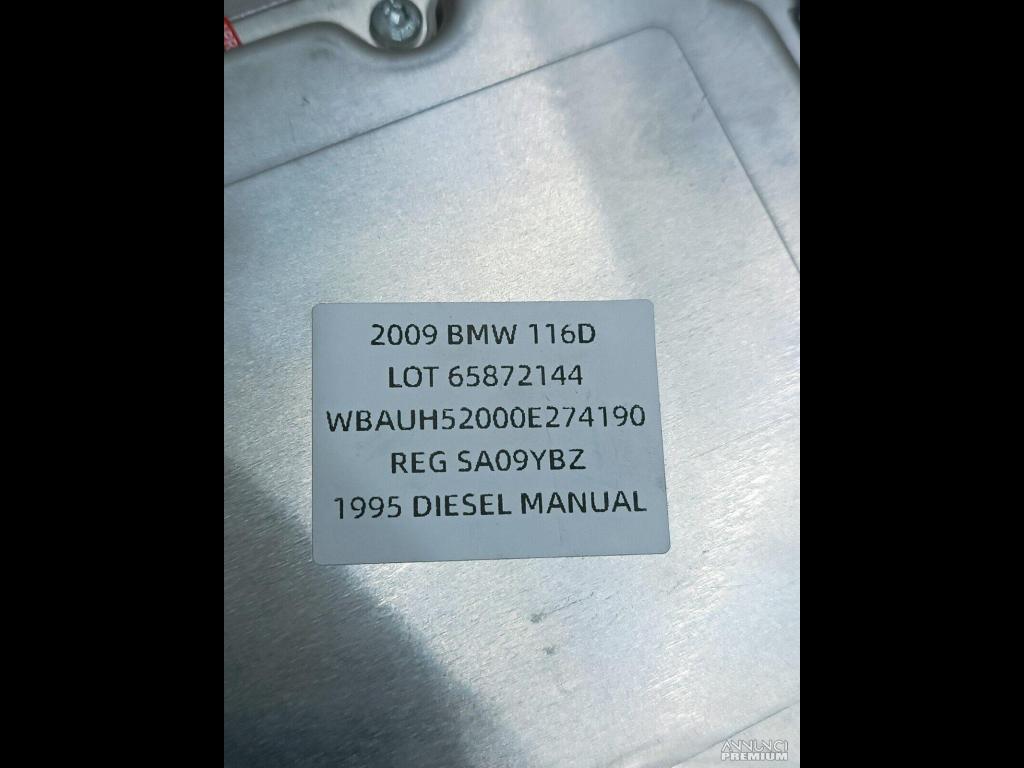 2009 BMW 116D
LOT 65872144
WBAUH52000E274190
REG SA09YBZ
1995 DIESEL MANUAL
ANNUNCI
PREMIUM